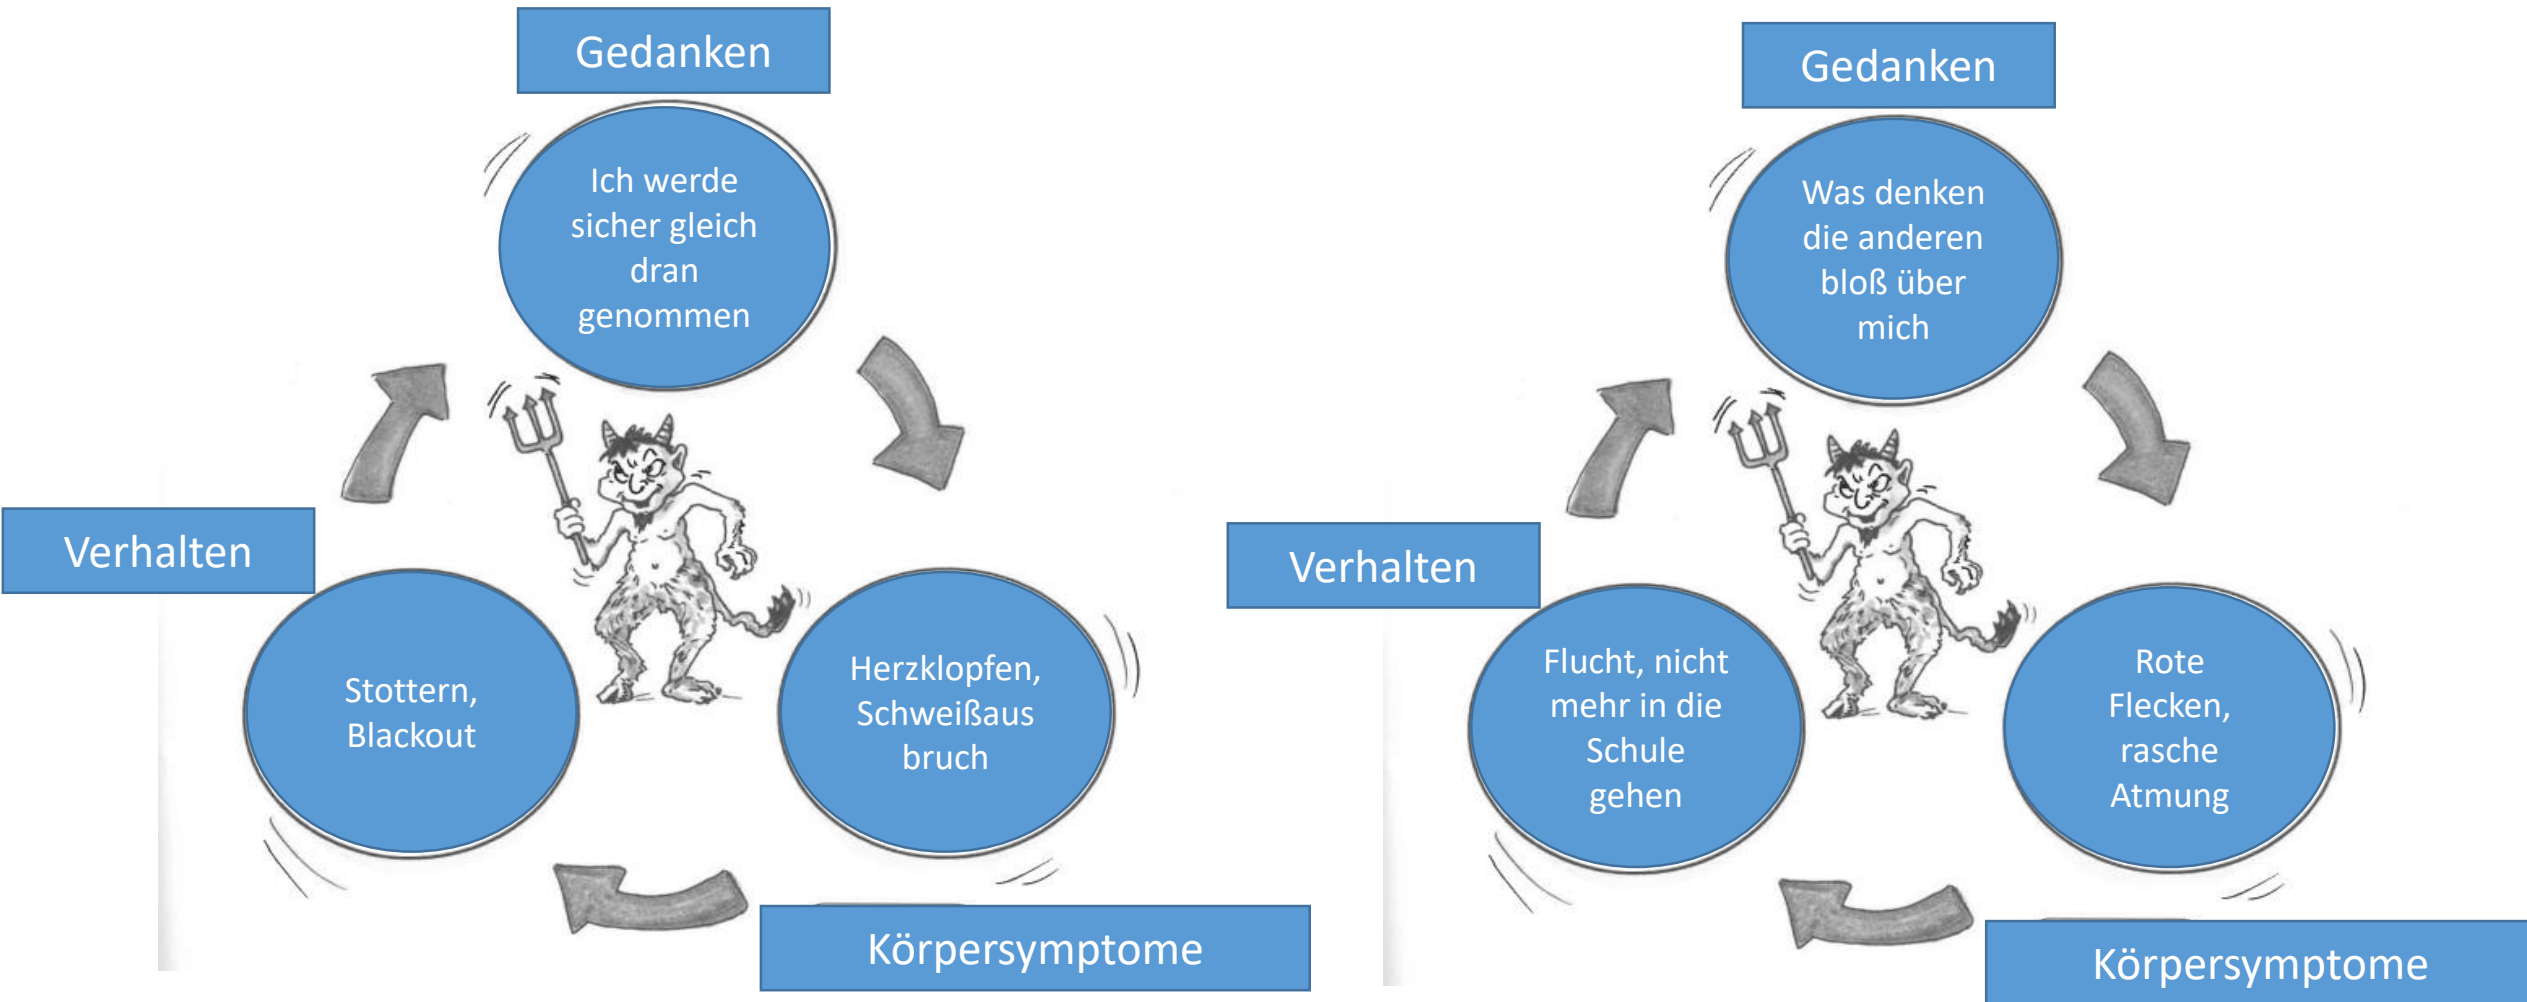 Gedanken
Ich werde
sicher gleich
dran
genommen
Verhalten
Stottern,
Blackout
Herzklopfen,
Schweißaus
bruch
Körpersymptome
Gedanken
Was denken
die anderen
bloß über
mich
Verhalten
Flucht, nicht
mehr in die
Schule
gehen
Rote
Flecken,
rasche
Atmung
Körpersymptome